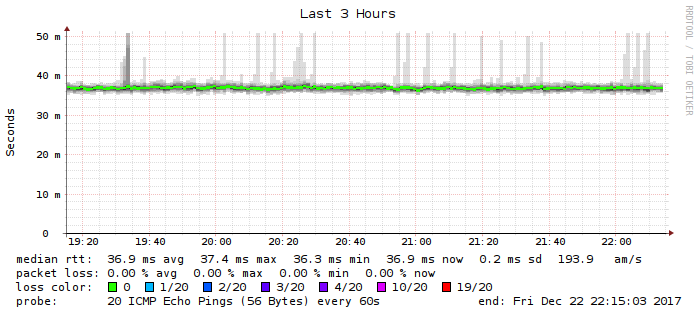 Last 3 Hours
RRDTOOL / TOBI OETIKER
Seconds
50 m
40 m
30 m
20 m
10 m
0
19:20 19:40 20:00 20:20 20:40 21:00 21:20 21:40 22:00
median rtt: 36.9 ms avg 37.4 ms max 36.3 ms min 36.9 ms now 0.2 ms sd 193.9 am/s
packet loss: 0.00 % avg 0.00 % max 0.00 % min 0.00 % now
loss color: 0 1/20 2/20 3/20 4/20 10/20 19/20
probe: 20 ICMP Echo Pings (56 Bytes) every 60s end: Fri Dec 22 22:15:03 2017